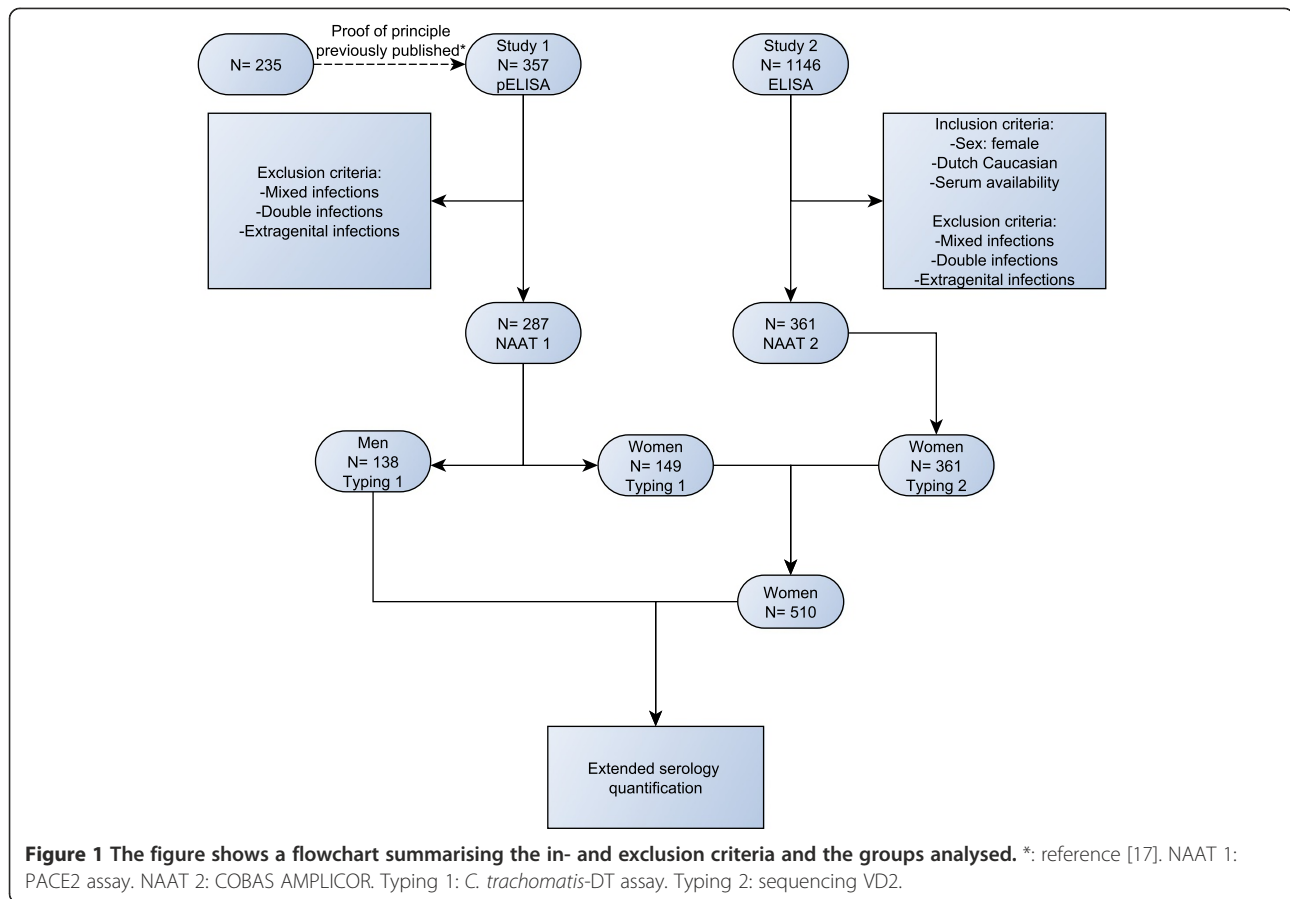 Proof of principle
previously published*
N= 235
Study 1
N= 357
pELISA
Study 2
N= 1146
ELISA
Exclusion criteria:
-Mixed infections
-Double infections
-Extragenital infections
Inclusion criteria:
-Sex: female
-Dutch Caucasian
-Serum availability
Exclusion criteria:
-Mixed infections
-Double infections
-Extragenital infections
N= 287
NAAT 1
N= 361
NAAT 2
Men
N= 138
Typing 1
Women
N= 149
Typing 1
Women
N= 361
Typing 2
Women
N= 510
Extended serology
quantification
Figure 1 The figure shows a flowchart summarising the in- and exclusion criteria and the groups analysed. *: reference [17]. NAAT 1:
PACE2 assay. NAAT 2: COBAS AMPLICOR. Typing 1: C. trachomatis-DT assay. Typing 2: sequencing VD2.